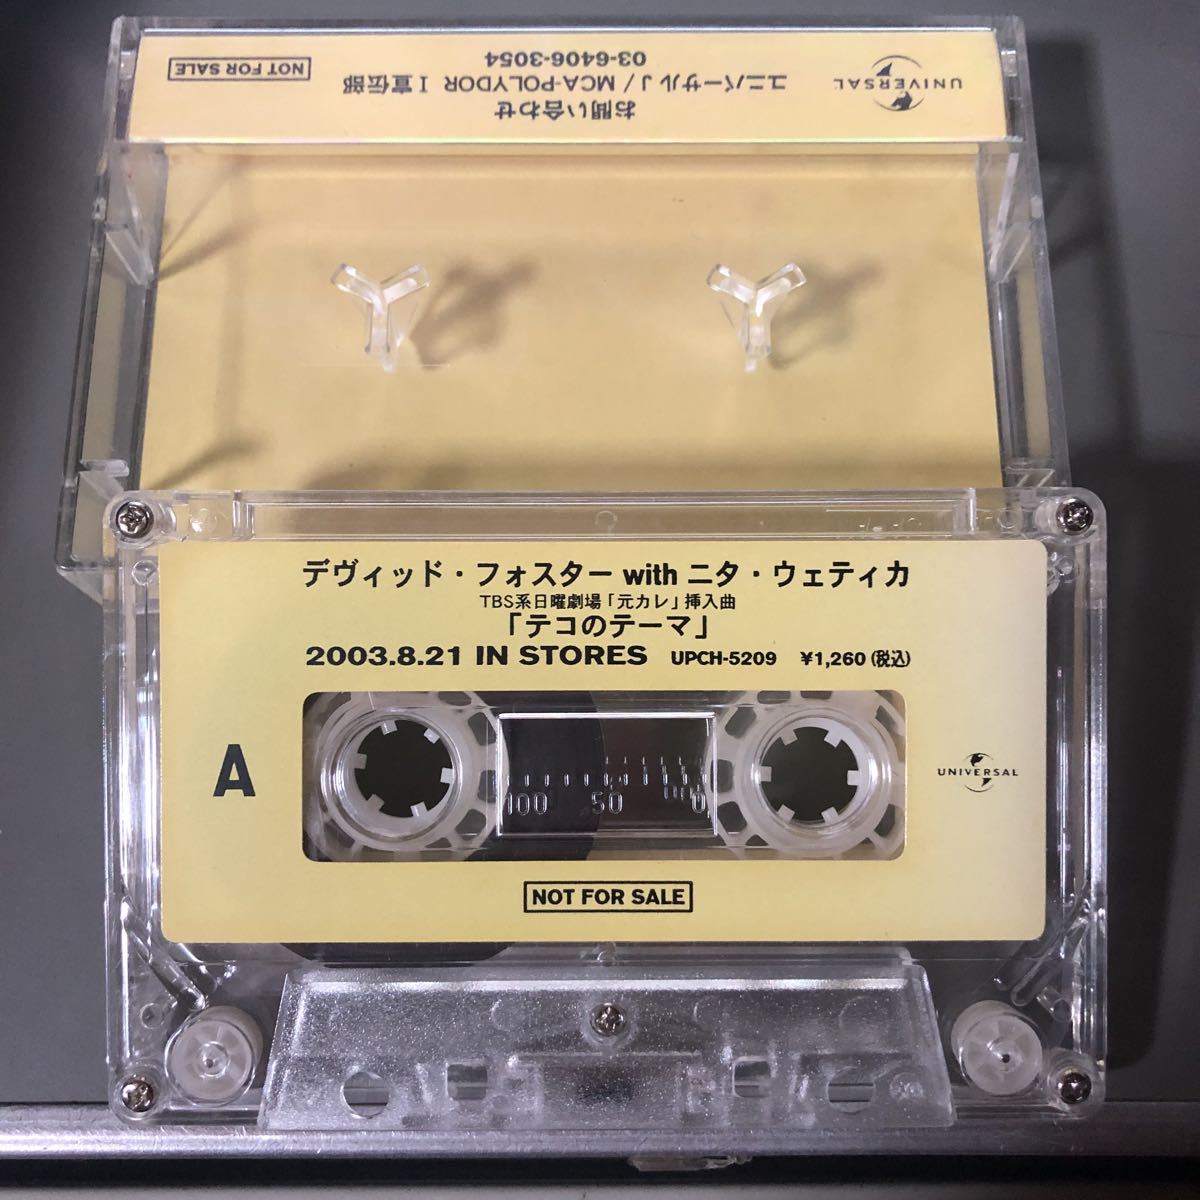 お問い合わせ
ユニバーサル J / MCA-POLYDOR I 宣伝部
03-6406-3054
NOT FOR SALE
UNIVERSAL
デヴィッド・フォスター with ニタ・ウェティカ
TBS系日曜劇場「元カレ」挿入曲
「テコのテーマ」
2003.8.21 IN STORES UPCH-5209 ¥1,260 (税込)
A
100 50 0
UNIVERSAL
NOT FOR SALE